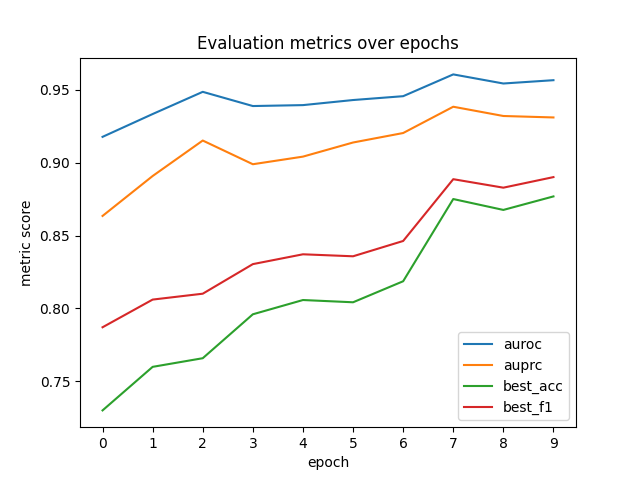 Evaluation metrics over epochs
metric score
0.95
0.90
0.85
0.80
0.75
auroc
auprc
best_acc
best_f1
0 1 2 3 4 5 6 7 8 9
epoch